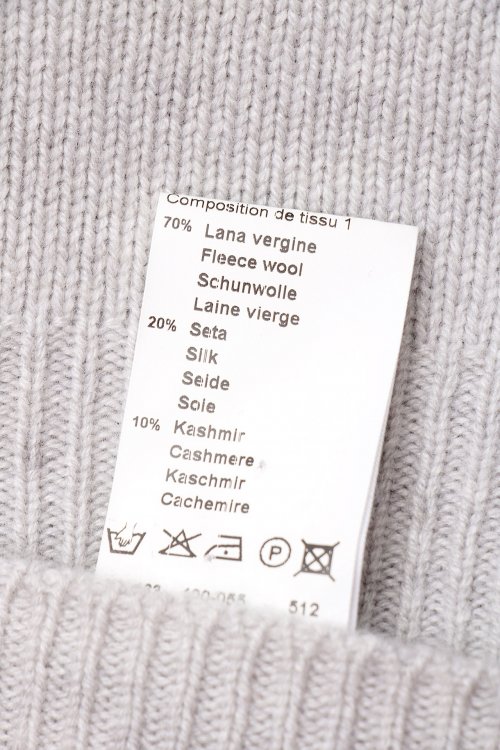 Composition de tissu 1
70% Lana vergine
Fleece wool
Schunwolle
Laine vierge
20% Seta
Silk
Seide
Soie
10% Kashmir
Cashmere
Kaschmir
Cachemire
P
512